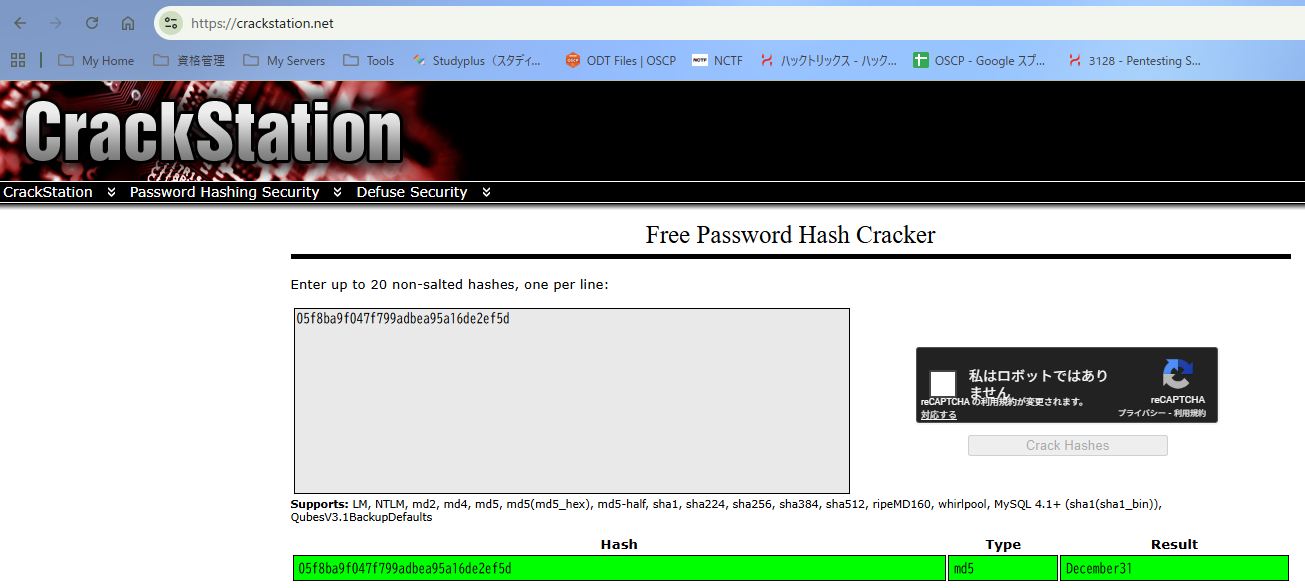 https://crackstation.net
My Home 資格管理 My Servers Tools Studyplus（スタディ... ODT Files | OSCP NCTF ハックトリックス - ハック... OSCP - Google スプ... 3128 - Pentesting S...
CrackStation
CrackStation Password Hashing Security Defuse Security
Free Password Hash Cracker
Enter up to 20 non-salted hashes, one per line:
05f8ba9f047f799adbea95a16de2ef5d
私はロボットではあり
ません
reCAPTCHA の利用規約が変更されます。
対応する
reCAPTCHA
プライバシー - 利用規約
Crack Hashes
Supports: LM, NTLM, md2, md4, md5, md5(md5_hex), md5-half, sha1, sha224, sha256, sha384, sha512, ripeMD160, whirlpool, MySQL 4.1+ (sha1(sha1_bin)),
QubesV3.1BackupDefaults
Hash Type Result
05f8ba9f047f799adbea95a16de2ef5d md5 December31